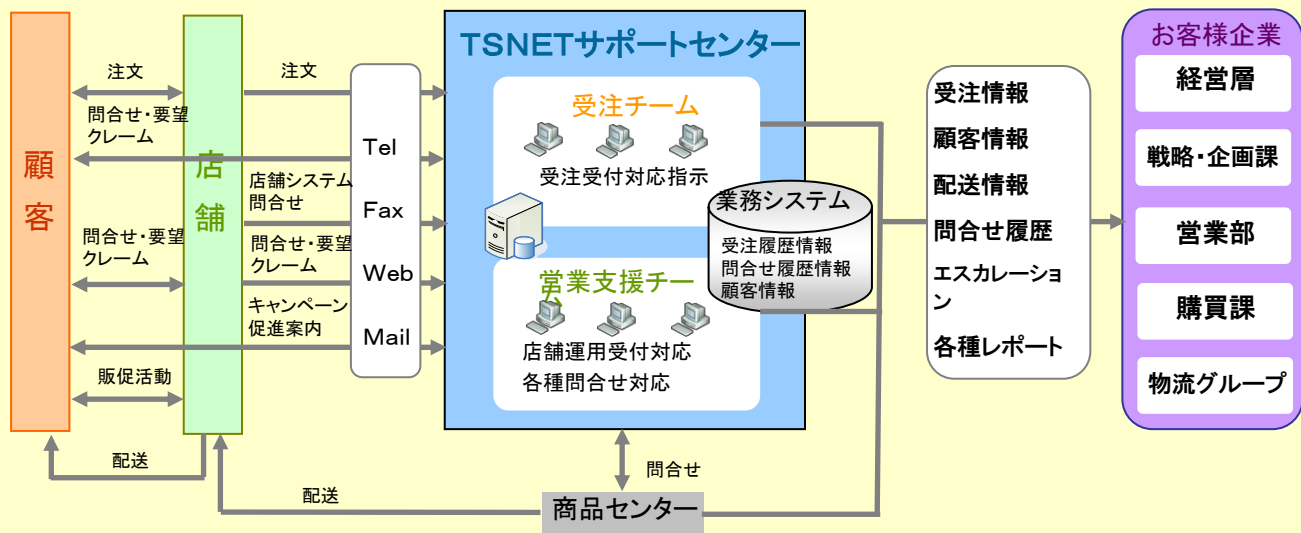 顧
客
注文
問合せ・要望
クレーム
問合せ・要望
クレーム
販促活動
配送
店
舗
注文
店舗システム
問合せ
問合せ・要望
クレーム
キャンペーン
促進案内
配送
Tel
Fax
Web
Mail
TSNETサポートセンター
受注チーム
受注受付対応指示
営業支援チー
ム
店舗運用受付対応
各種問合せ対応
業務システム
受注履歴情報
問合せ履歴情報
顧客情報
問合せ
商品センター
受注情報
顧客情報
配送情報
問合せ履歴
エスカレーショ
ン
各種レポート
お客様企業
経営層
戦略・企画課
営業部
購買課
物流グループ